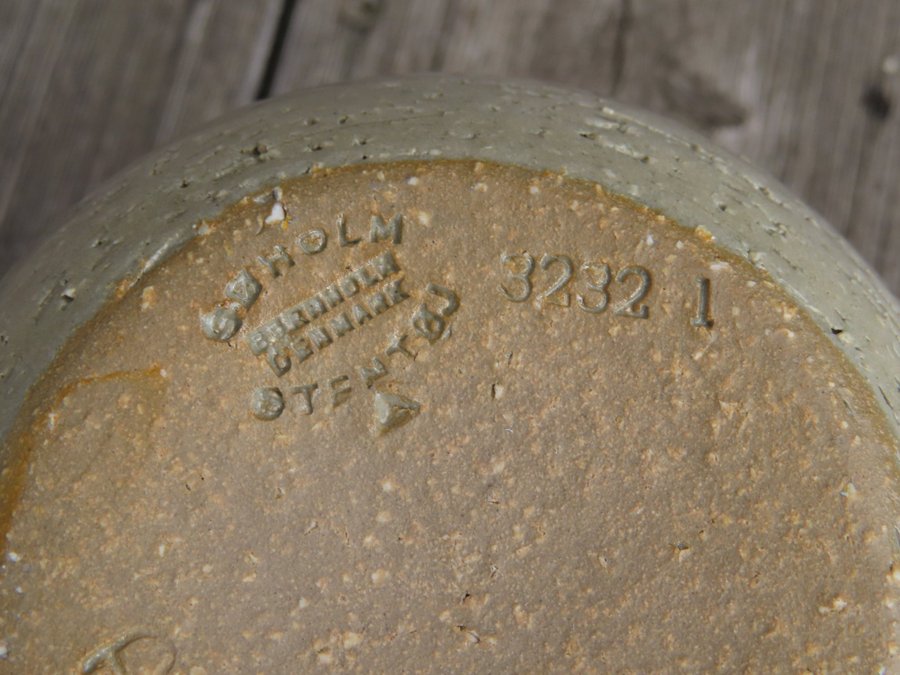 SØHOLM
BORNHOLM
DENMARK
STENTØJ
3232 1